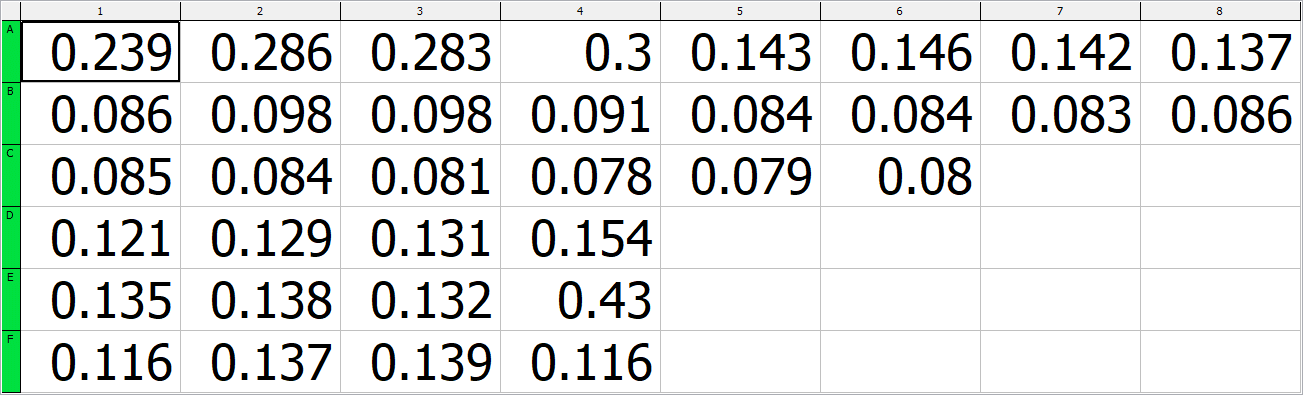 1 2 3 4 5 6 7 8
A 0.239 0.286 0.283 0.3 0.143 0.146 0.142 0.137
B 0.086 0.098 0.098 0.091 0.084 0.084 0.083 0.086
C 0.085 0.084 0.081 0.078 0.079 0.08
D 0.121 0.129 0.131 0.154
E 0.135 0.138 0.132 0.43
F 0.116 0.137 0.139 0.116